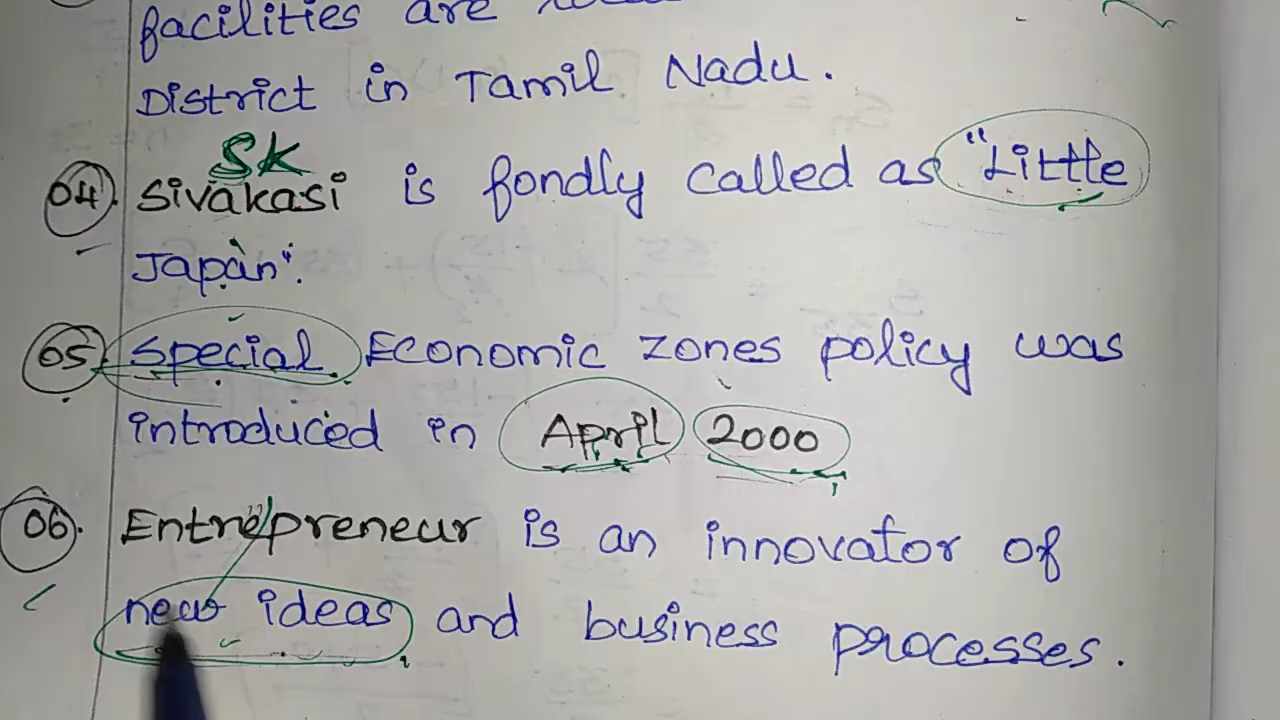 facilities are
District in Tamil Nadu.
SK
04. Sivakasi is fondly called as "Little
Japan".
05. Special Economic zones policy was
introduced in April 2000
06. Entrepreneur is an innovator of
new ideas and business processes.